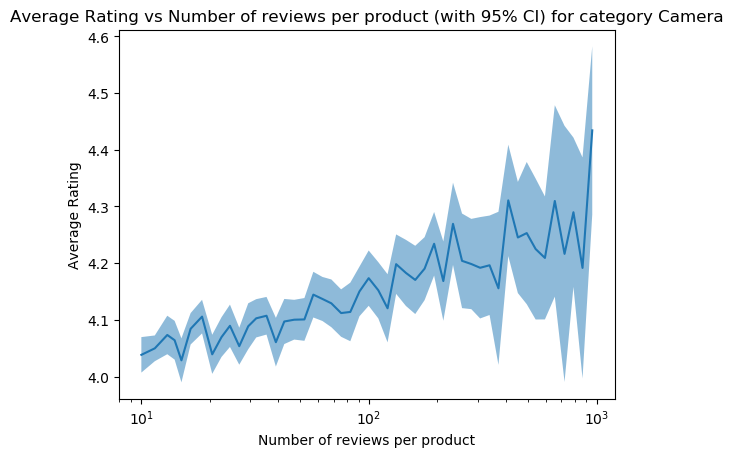 Average Rating vs Number of reviews per product (with 95% CI) for category Camera
4.6
4.5
4.4
4.3
4.2
4.1
4.0
Average Rating
10¹ 10² 10³
Number of reviews per product